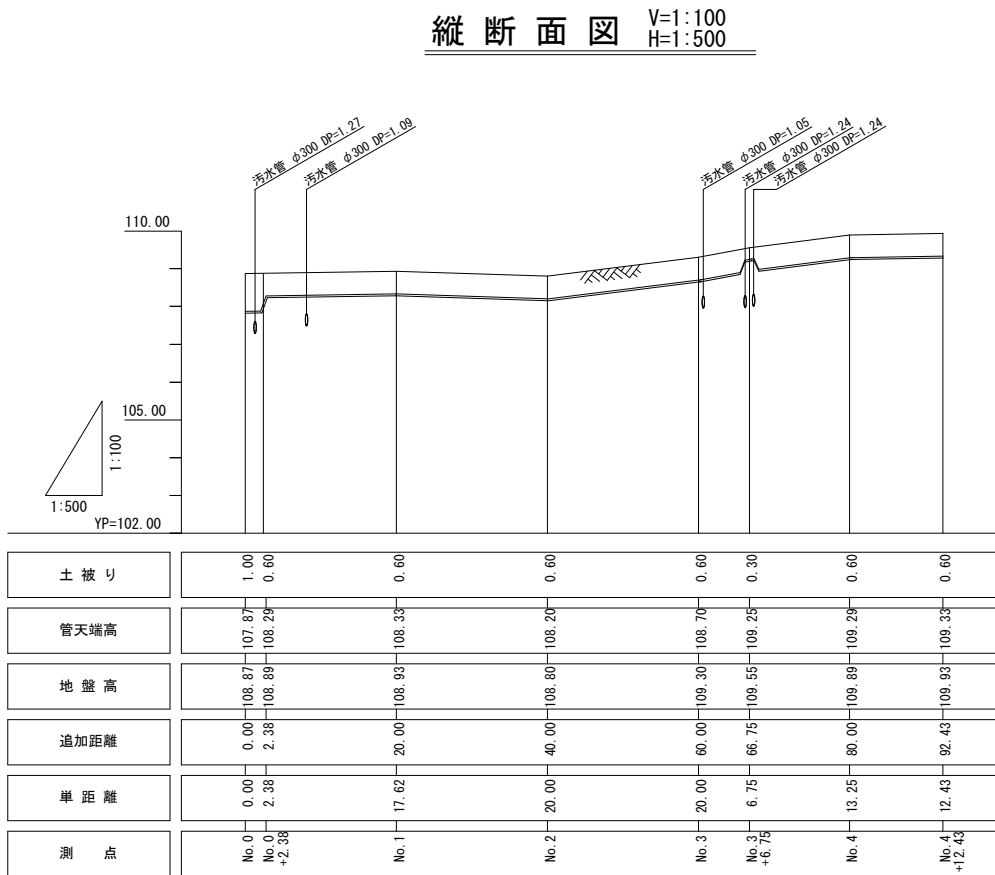 縦断面図 V=1:100
H=1:500
汚水管 φ300 DP=1.27
汚水管 φ300 DP=1.09
汚水管 φ300 DP=1.05
汚水管 φ300 DP=1.24
汚水管 φ300 DP=1.24
110.00
105.00
1:100
1:500
YP=102.00
土被り 1.00 0.60 0.60 0.60 0.60 0.30 0.60 0.60
管天端高 107.87 108.29 108.33 108.20 108.70 109.25 109.29 109.33
地盤高 108.87 108.89 108.93 108.80 109.30 109.55 109.89 109.93
追加距離 0.00 2.38 20.00 40.00 60.00 66.75 80.00 92.43
単距離 0.00 2.38 17.62 20.00 20.00 6.75 13.25 12.43
測点 No.0 No.0 +2.38 No.1 No.2 No.3 No.3 +6.75 No.4 No.4 +12.43